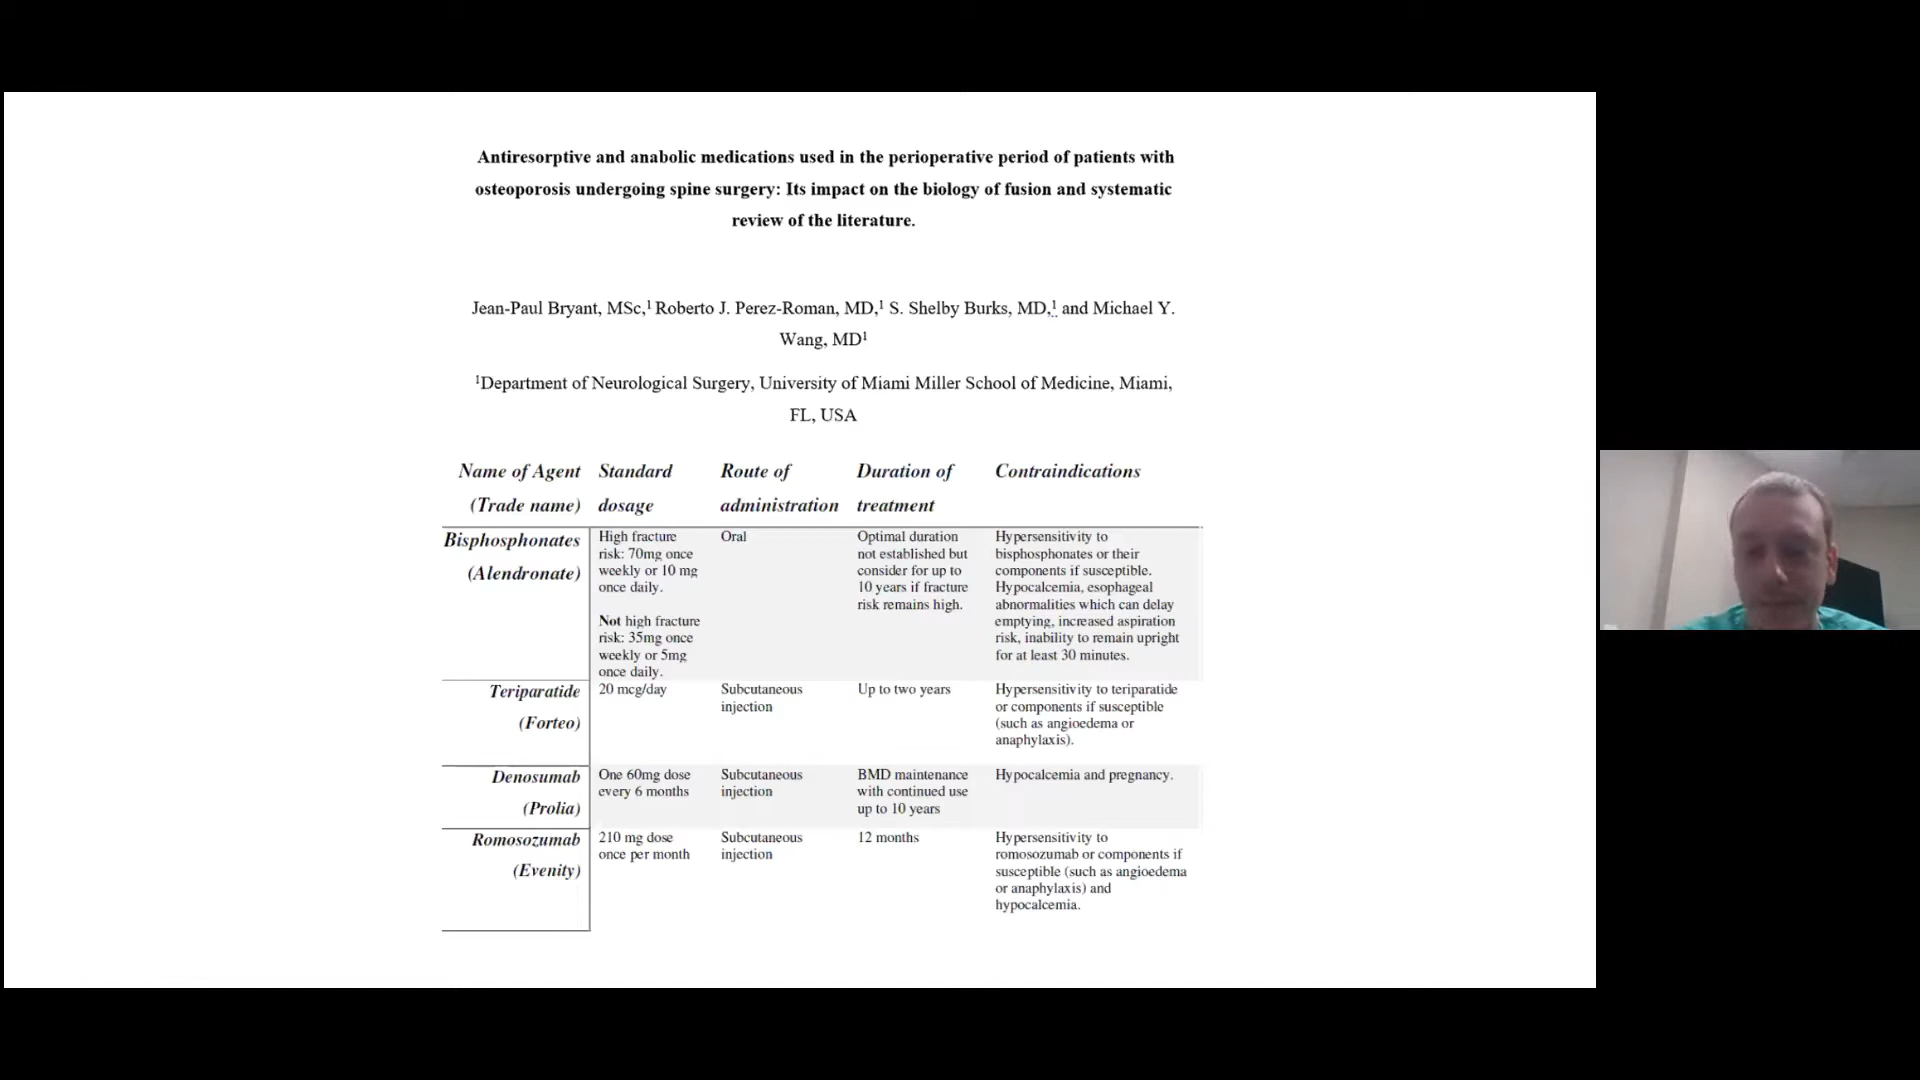 Antiresorptive and anabolic medications used in the perioperative period of patients with
osteoporosis undergoing spine surgery: Its impact on the biology of fusion and systematic
review of the literature.
Jean-Paul Bryant, MSc,¹ Roberto J. Perez-Roman, MD,¹ S. Shelby Burks, MD,¹ and Michael Y.
Wang, MD¹
¹Department of Neurological Surgery, University of Miami Miller School of Medicine, Miami,
FL, USA
Name of Agent
(Trade name)
Standard
dosage
Route of
administration
Duration of
treatment
Contraindications
Bisphosphonates
(Alendronate)
High fracture
risk: 70mg once
weekly or 10 mg
once daily.
Not high fracture
risk: 35mg once
weekly or 5mg
once daily.
Oral
Optimal duration
not established but
consider for up to
10 years if fracture
risk remains high.
Hypersensitivity to
bisphosphonates or their
components if susceptible.
Hypocalcemia, esophageal
abnormalities which can delay
emptying, increased aspiration
risk, inability to remain upright
for at least 30 minutes.
Teriparatide
(Forteo)
20 mcg/day
Subcutaneous
injection
Up to two years
Hypersensitivity to teriparatide
or components if susceptible
(such as angioedema or
anaphylaxis).
Denosumab
(Prolia)
One 60mg dose
every 6 months
Subcutaneous
injection
BMD maintenance
with continued use
up to 10 years
Hypocalcemia and pregnancy.
Romosozumab
(Evenity)
210 mg dose
once per month
Subcutaneous
injection
12 months
Hypersensitivity to
romosozumab or components if
susceptible (such as angioedema
or anaphylaxis) and
hypocalcemia.